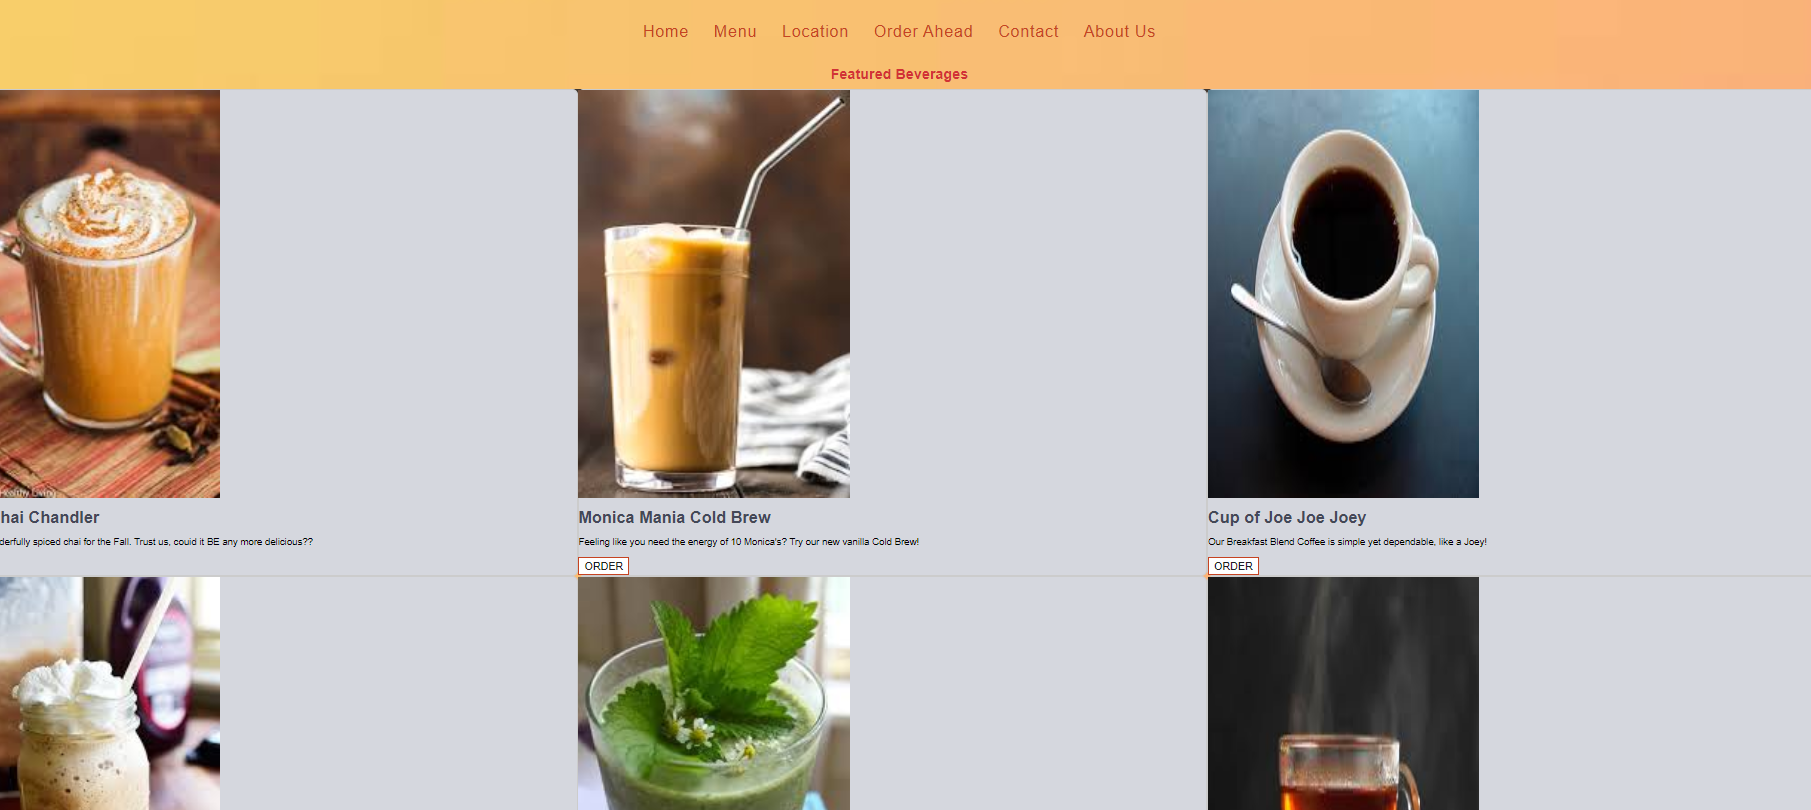 Home Menu Location Order Ahead Contact About Us
Featured Beverages
Healthy Living
hai Chandler
derfully spiced chai for the Fall. Trust us, could it BE any more delicious??
Monica Mania Cold Brew
Feeling like you need the energy of 10 Monica's? Try our new vanilla Cold Brew!
ORDER
Cup of Joe Joe Joey
Our Breakfast Blend Coffee is simple yet dependable, like a Joey!
ORDER